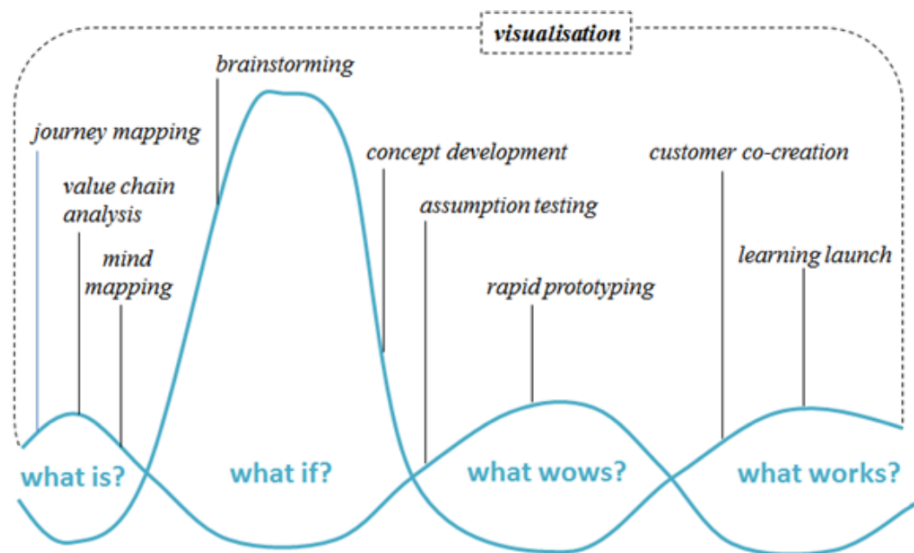 visualisation
brainstorming
journey mapping
concept development
customer co-creation
value chain
analysis
assumption testing
mind
mapping
learning launch
rapid prototyping
what is?
what if?
what wows?
what works?